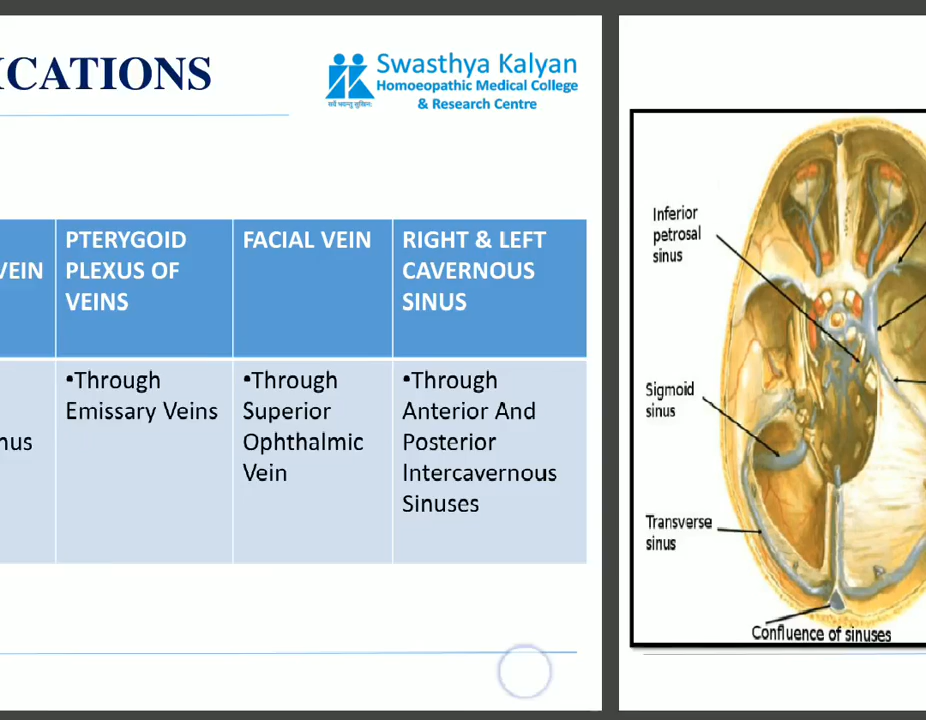 ICATIONS
Swasthya Kalyan
Homoeopathic Medical College
& Research Centre
VEIN
PTERYGOID
PLEXUS OF
VEINS
FACIAL VEIN
RIGHT & LEFT
CAVERNOUS
SINUS
nus
•Through
Emissary Veins
•Through
Superior
Ophthalmic
Vein
•Through
Anterior And
Posterior
Intercavernous
Sinuses
Inferior
petrosal
sinus
Sigmoid
sinus
Transverse
sinus
Confluence of sinuses